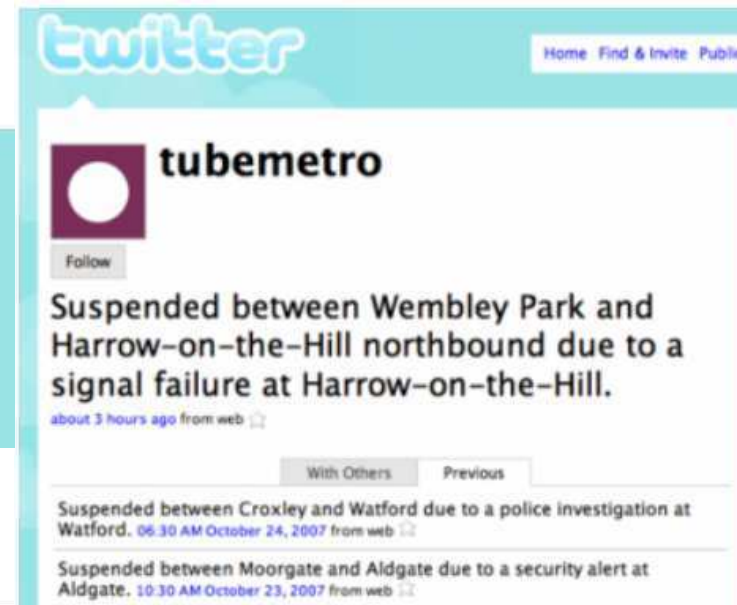 twitter
Home Find & Invite Public
tubemetro
Follow
Suspended between Wembley Park and
Harrow-on-the-Hill northbound due to a
signal failure at Harrow-on-the-Hill.
about 3 hours ago from web
With Others Previous
Suspended between Croxley and Watford due to a police investigation at
Watford. 06:30 AM October 24, 2007 from web
Suspended between Moorgate and Aldgate due to a security alert at
Aldgate. 10:30 AM October 23, 2007 from web